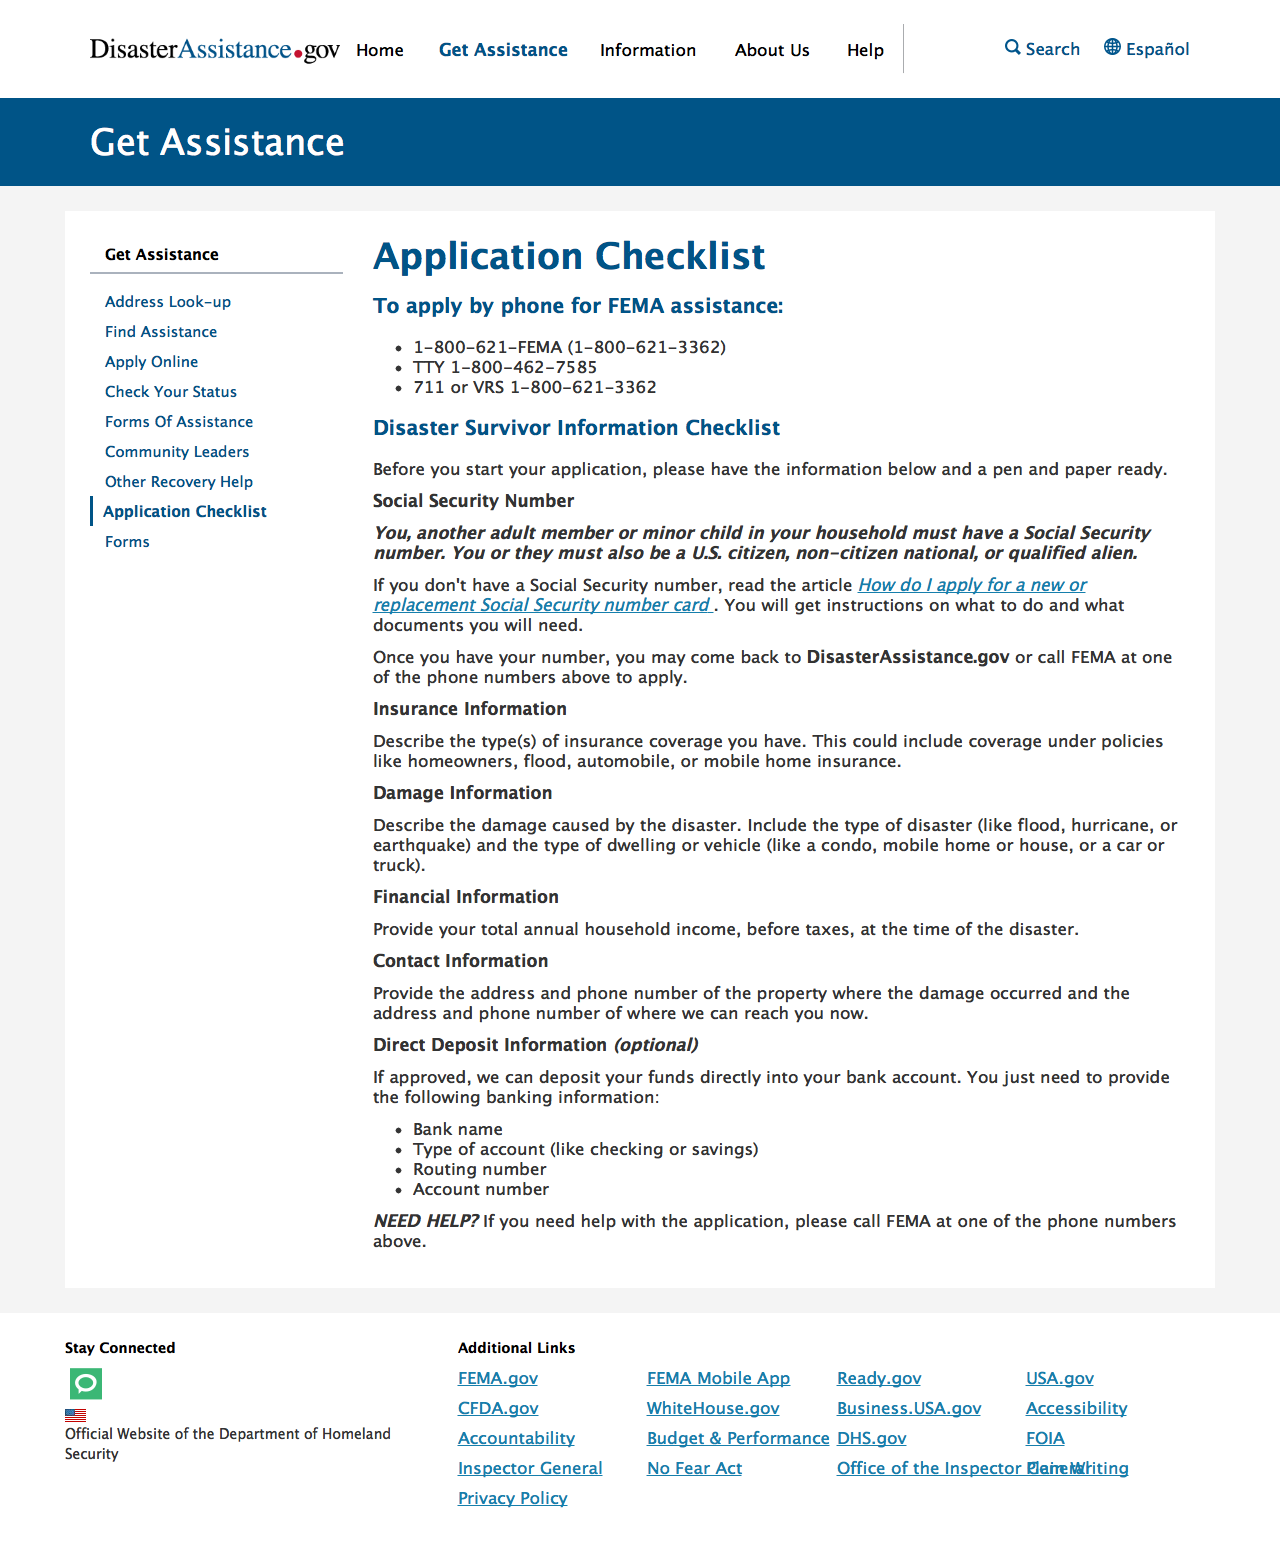 DisasterAssistance.gov Home Get Assistance Information About Us Help Search Español
Get Assistance
Get Assistance
Address Look-up
Find Assistance
Apply Online
Check Your Status
Forms Of Assistance
Community Leaders
Other Recovery Help
Application Checklist
Forms
Application Checklist
To apply by phone for FEMA assistance:
• 1-800-621-FEMA (1-800-621-3362)
• TTY 1-800-462-7585
• 711 or VRS 1-800-621-3362
Disaster Survivor Information Checklist
Before you start your application, please have the information below and a pen and paper ready.
Social Security Number
You, another adult member or minor child in your household must have a Social Security
number. You or they must also be a U.S. citizen, non-citizen national, or qualified alien.
If you don't have a Social Security number, read the article How do I apply for a new or
replacement Social Security number card . You will get instructions on what to do and what
documents you will need.
Once you have your number, you may come back to DisasterAssistance.gov or call FEMA at one
of the phone numbers above to apply.
Insurance Information
Describe the type(s) of insurance coverage you have. This could include coverage under policies
like homeowners, flood, automobile, or mobile home insurance.
Damage Information
Describe the damage caused by the disaster. Include the type of disaster (like flood, hurricane, or
earthquake) and the type of dwelling or vehicle (like a condo, mobile home or house, or a car or
truck).
Financial Information
Provide your total annual household income, before taxes, at the time of the disaster.
Contact Information
Provide the address and phone number of the property where the damage occurred and the
address and phone number of where we can reach you now.
Direct Deposit Information (optional)
If approved, we can deposit your funds directly into your bank account. You just need to provide
the following banking information:
• Bank name
• Type of account (like checking or savings)
• Routing number
• Account number
NEED HELP? If you need help with the application, please call FEMA at one of the phone numbers
above.
Stay Connected
Official Website of the Department of Homeland
Security
Additional Links
FEMA.gov FEMA Mobile App Ready.gov USA.gov
CFDA.gov WhiteHouse.gov Business.USA.gov Accessibility
Accountability Budget & Performance DHS.gov FOIA
Inspector General No Fear Act Office of the Inspector General Plain Writing
Privacy Policy